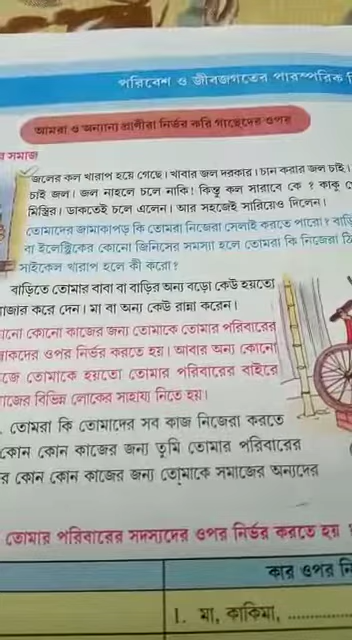 পরিবেশ ও জীবজগতের পারস্পরিক
আমরা ও অন্যান্য প্রাণীরা নির্ভর করি গাছেদের ওপর
সমাজ
জলের কল খারাপ হয়ে গেছে। খাবার জল দরকার। চান করার জল চাই।
চাই জল। জল নাহলে চলে নাকি! কিন্তু কল সারাবে কে ? কাকু
মিস্ত্রির। ডাকতেই চলে এলেন। আর সহজেই সারিয়েও দিলেন।
তোমাদের জামাকাপড় কি তোমরা নিজেরা সেলাই করতে পারো?
বা ইলেক্ট্রিকের কোনো জিনিসের সমস্যা হলে তোমরা কি নিজেরা
সাইকেল খারাপ হলে কী করো?
বাড়িতে তোমার বাবা বা বাড়ির অন্য বড়ো কেউ হয়তো
বাজার করে দেন। মা বা অন্য কেউ রান্না করেন।
কোনো কাজের জন্য তোমাকে তোমার পরিবারের
ওপর নির্ভর করতে হয়। আবার অন্য কোনো
তোমাকে হয়তো তোমার পরিবারের বাইরে
বিভিন্ন লোকের সাহায্য নিতে হয়।
তোমরা কি তোমাদের সব কাজ নিজেরা করতে
কোন কোন কাজের জন্য তুমি তোমার পরিবারের
কোন কোন কাজের জন্য তোমাকে সমাজের অন্যদের
তোমার পরিবারের সদস্যদের ওপর নির্ভর করতে হয়
কার ওপর
1. মা, কাকিমা, ..............